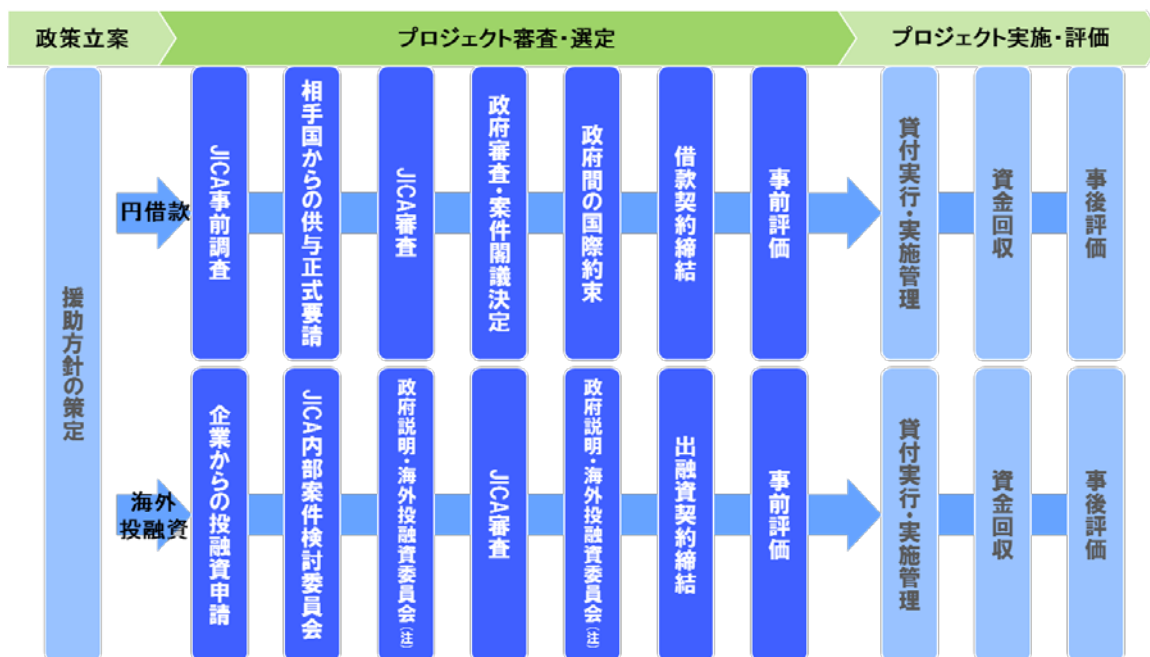 政策立案
プロジェクト審査・選定
プロジェクト実施・評価
援助方針の策定
円借款
JICA事前調査
相手国からの供与正式要請
JICA審査
政府審査・案件閣議決定
政府間の国際約束
借款契約締結
事前評価
貸付実行・実施管理
資金回収
事後評価
海外
投融資
企業からの投融資申請
JICA内部案件検討委員会
政府説明・海外投融資委員会(注)
JICA審査
政府説明・海外投融資委員会(注)
出融資契約締結
事前評価
貸付実行・実施管理
資金回収
事後評価